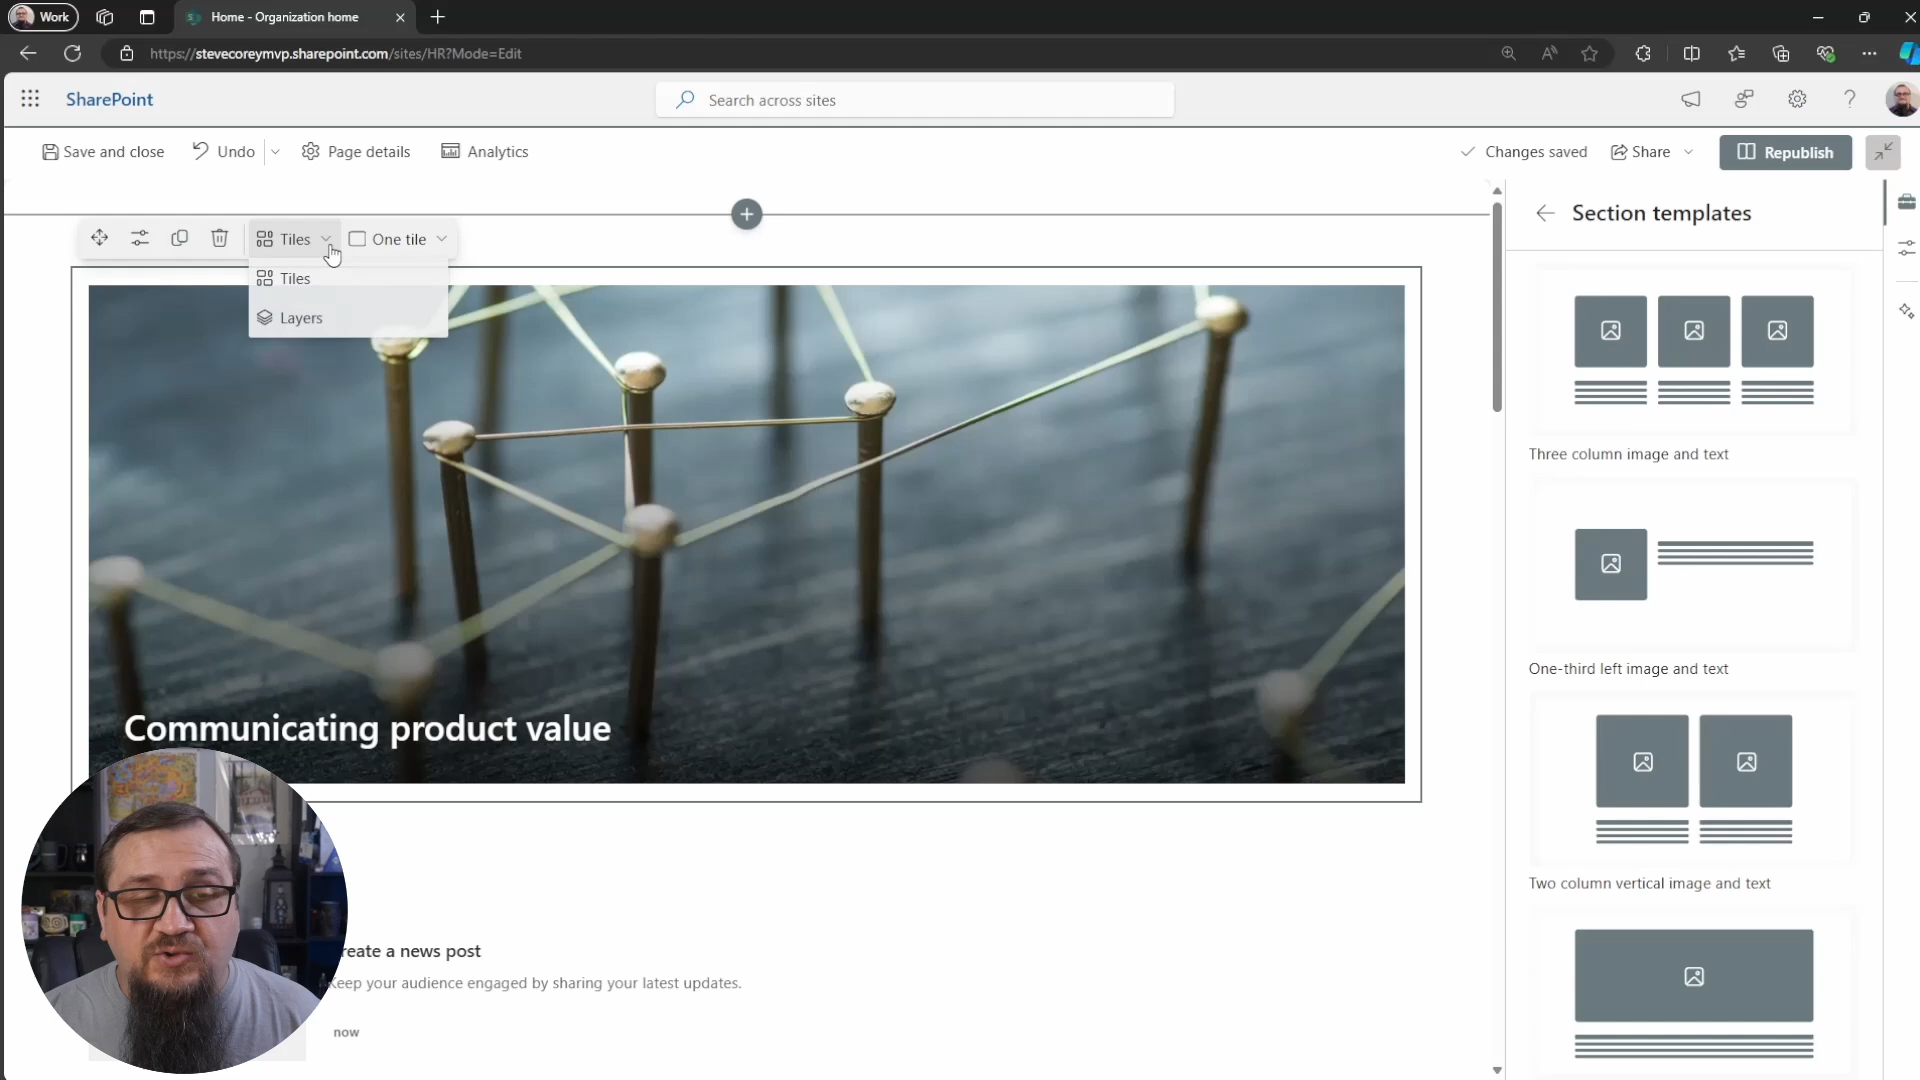 Work
Home - Organization home
https://stevecoreymvp.sharepoint.com/sites/HR?Mode=Edit
SharePoint
Search across sites
Save and close
Undo
Page details
Analytics
Changes saved
Share
Republish
Tiles
One tile
Tiles
Layers
Section templates
Three column image and text
One-third left image and text
Communicating product value
Two column vertical image and text
reate a news post
Keep your audience engaged by sharing your latest updates.
now